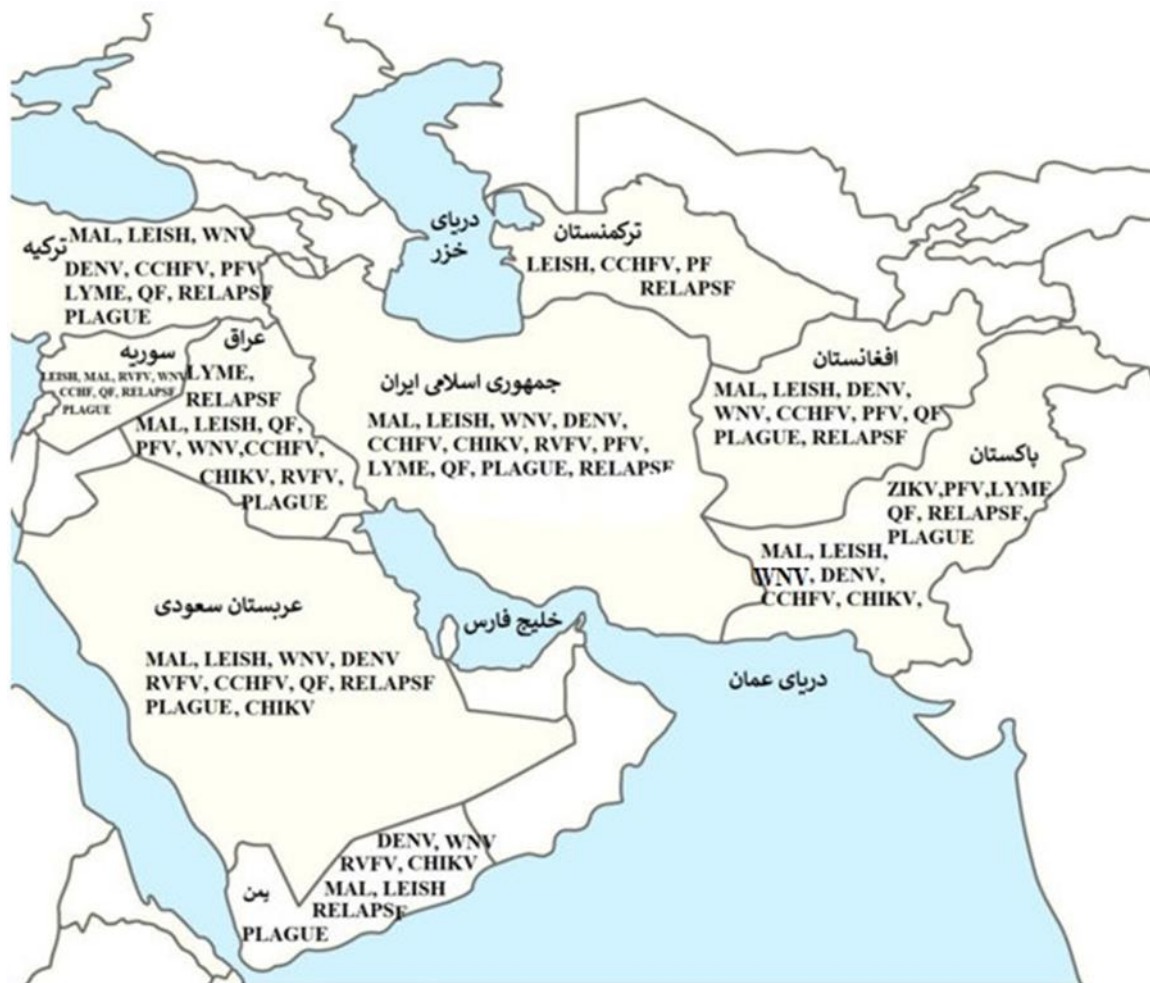 ترکیه
MAL, LEISH, WNV
DENV, CCHFV, PFV
LYME, QF, RELAPSF
PLAGUE
دریای
خزر
ترکمنستان
LEISH, CCHFV, PF
RELAPSF
سوریه
LEISH, MAL, RVFV, WNV
CCHF, QF, RELAPSF
PLAGUE
عراق
LYME,
RELAPSF
MAL, LEISH, QF,
PFV, WNV,CCHFV,
CHIKV, RVFV,
PLAGUE
جمهوری اسلامی ایران
MAL, LEISH, WNV, DENV,
CCHFV, CHIKV, RVFV, PFV,
LYME, QF, PLAGUE, RELAPSF
افغانستان
MAL, LEISH, DENV,
WNV, CCHFV, PFV, QF
PLAGUE, RELAPSF
پاکستان
ZIKV,PFV,LYME
QF, RELAPSF,
PLAGUE
MAL, LEISH,
WNV, DENV,
CCHFV, CHIKV,
عربستان سعودی
MAL, LEISH, WNV, DENV
RVFV, CCHFV, QF, RELAPSF
PLAGUE, CHIKV
خلیج فارس
دریای عمان
یمن
DENV, WNV
RVFV, CHIKV
MAL, LEISH
RELAPSF
PLAGUE